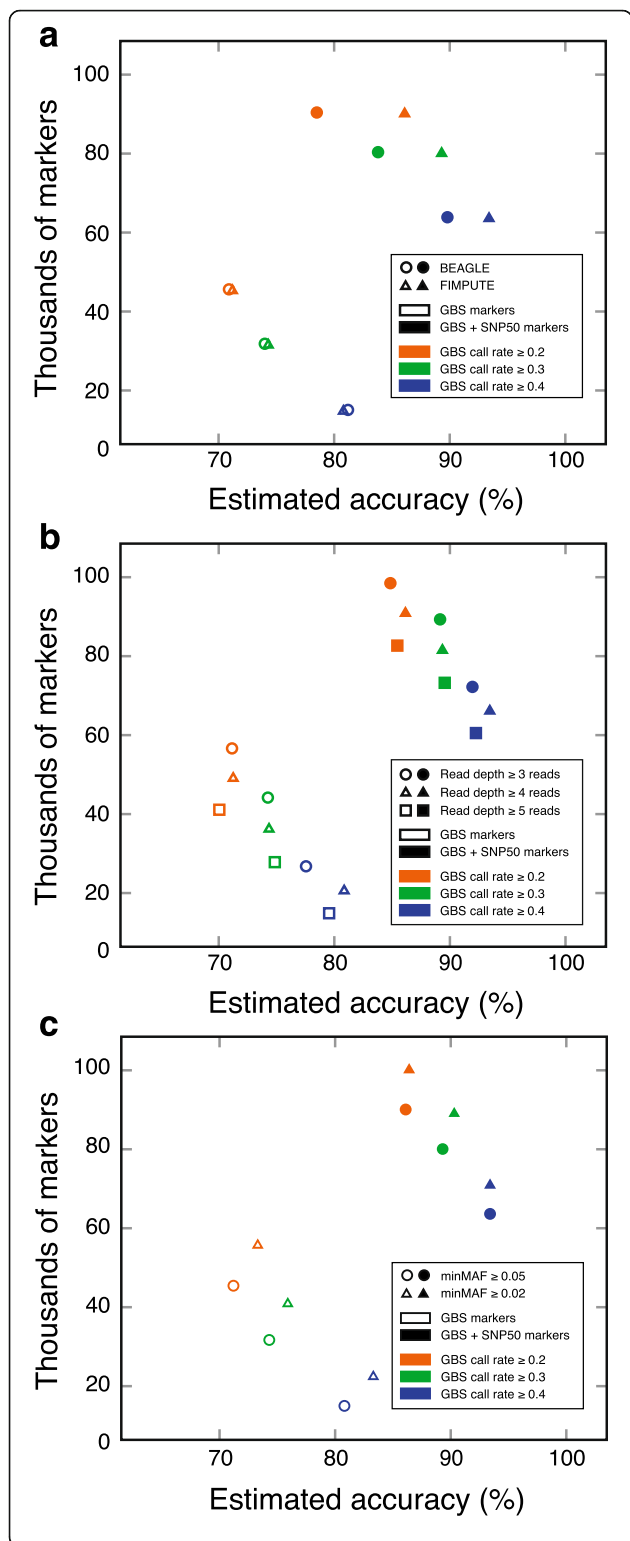 a
Thousands of markers
100
80
60
40
20
0
BEAGLE
FIMPUTE
GBS markers
GBS + SNP50 markers
GBS call rate ≥ 0.2
GBS call rate ≥ 0.3
GBS call rate ≥ 0.4
70 80 90 100
Estimated accuracy (%)
b
Thousands of markers
100
80
60
40
20
0
Read depth ≥ 3 reads
Read depth ≥ 4 reads
Read depth ≥ 5 reads
GBS markers
GBS + SNP50 markers
GBS call rate ≥ 0.2
GBS call rate ≥ 0.3
GBS call rate ≥ 0.4
70 80 90 100
Estimated accuracy (%)
c
Thousands of markers
100
80
60
40
20
0
minMAF ≥ 0.05
minMAF ≥ 0.02
GBS markers
GBS + SNP50 markers
GBS call rate ≥ 0.2
GBS call rate ≥ 0.3
GBS call rate ≥ 0.4
70 80 90 100
Estimated accuracy (%)